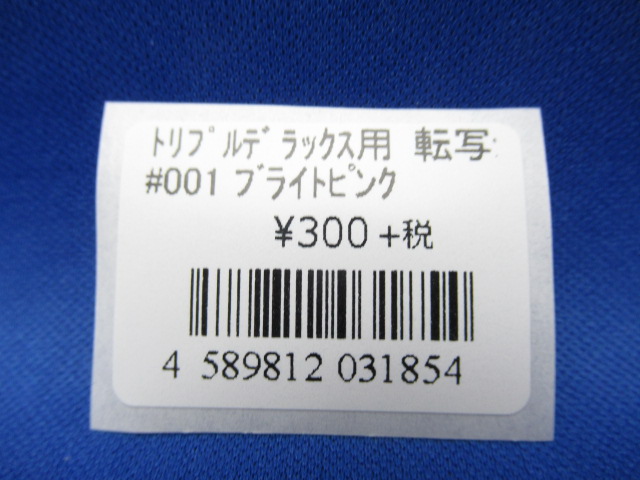 ﾄﾘﾌﾟﾙﾃﾞﾗｯｸｽ用 転写
#001 ﾌﾞﾗｲﾄﾋﾟﾝｸ
¥300+税
4 589812 031854